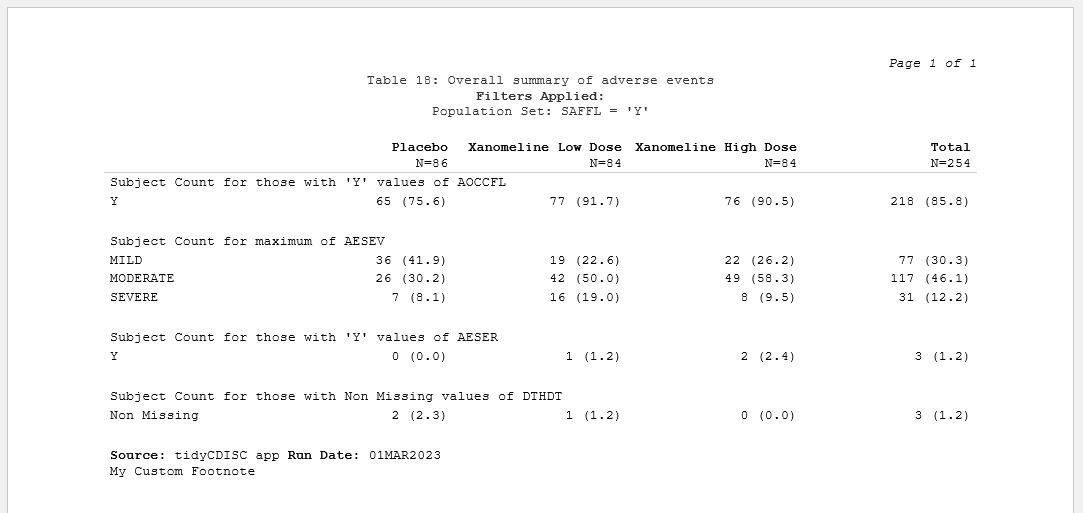 Page 1 of 1
Table 18: Overall summary of adverse events
Filters Applied:
Population Set: SAFFL = 'Y'
Placebo Xanomeline Low Dose Xanomeline High Dose Total
N=86 N=84 N=84 N=254
Subject Count for those with 'Y' values of AOCCFL
Y 65 (75.6) 77 (91.7) 76 (90.5) 218 (85.8)
Subject Count for maximum of AESEV
MILD 36 (41.9) 19 (22.6) 22 (26.2) 77 (30.3)
MODERATE 26 (30.2) 42 (50.0) 49 (58.3) 117 (46.1)
SEVERE 7 (8.1) 16 (19.0) 8 (9.5) 31 (12.2)
Subject Count for those with 'Y' values of AESER
Y 0 (0.0) 1 (1.2) 2 (2.4) 3 (1.2)
Subject Count for those with Non Missing values of DTHDT
Non Missing 2 (2.3) 1 (1.2) 0 (0.0) 3 (1.2)
Source: tidyCDISC app Run Date: 01MAR2023
My Custom Footnote